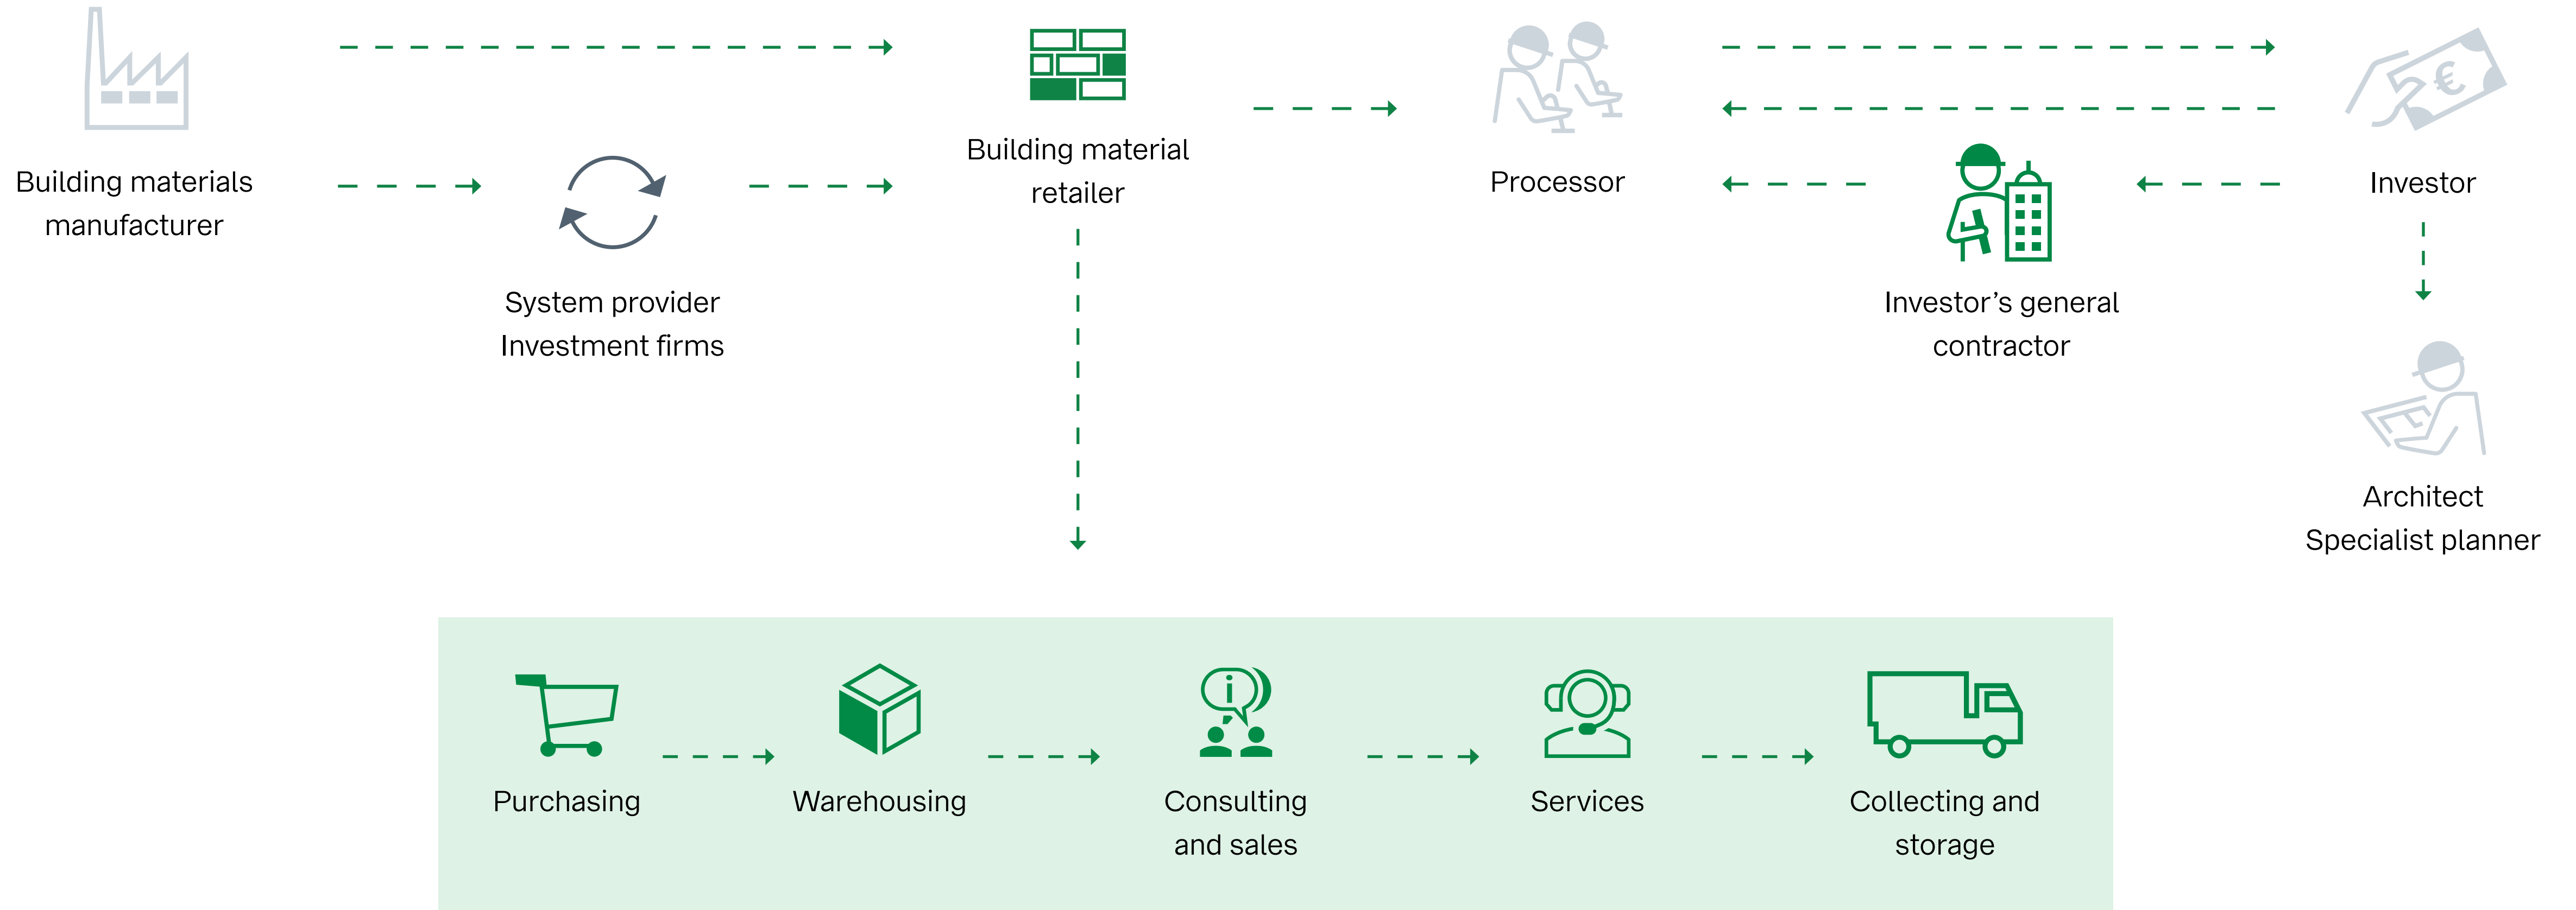 €
Building materials
manufacturer
System provider
Investment firms
Building material
retailer
Processor
Investor's general
contractor
Investor
Architect
Specialist planner
i
Purchasing
Warehousing
Consulting
and sales
Services
Collecting and
storage